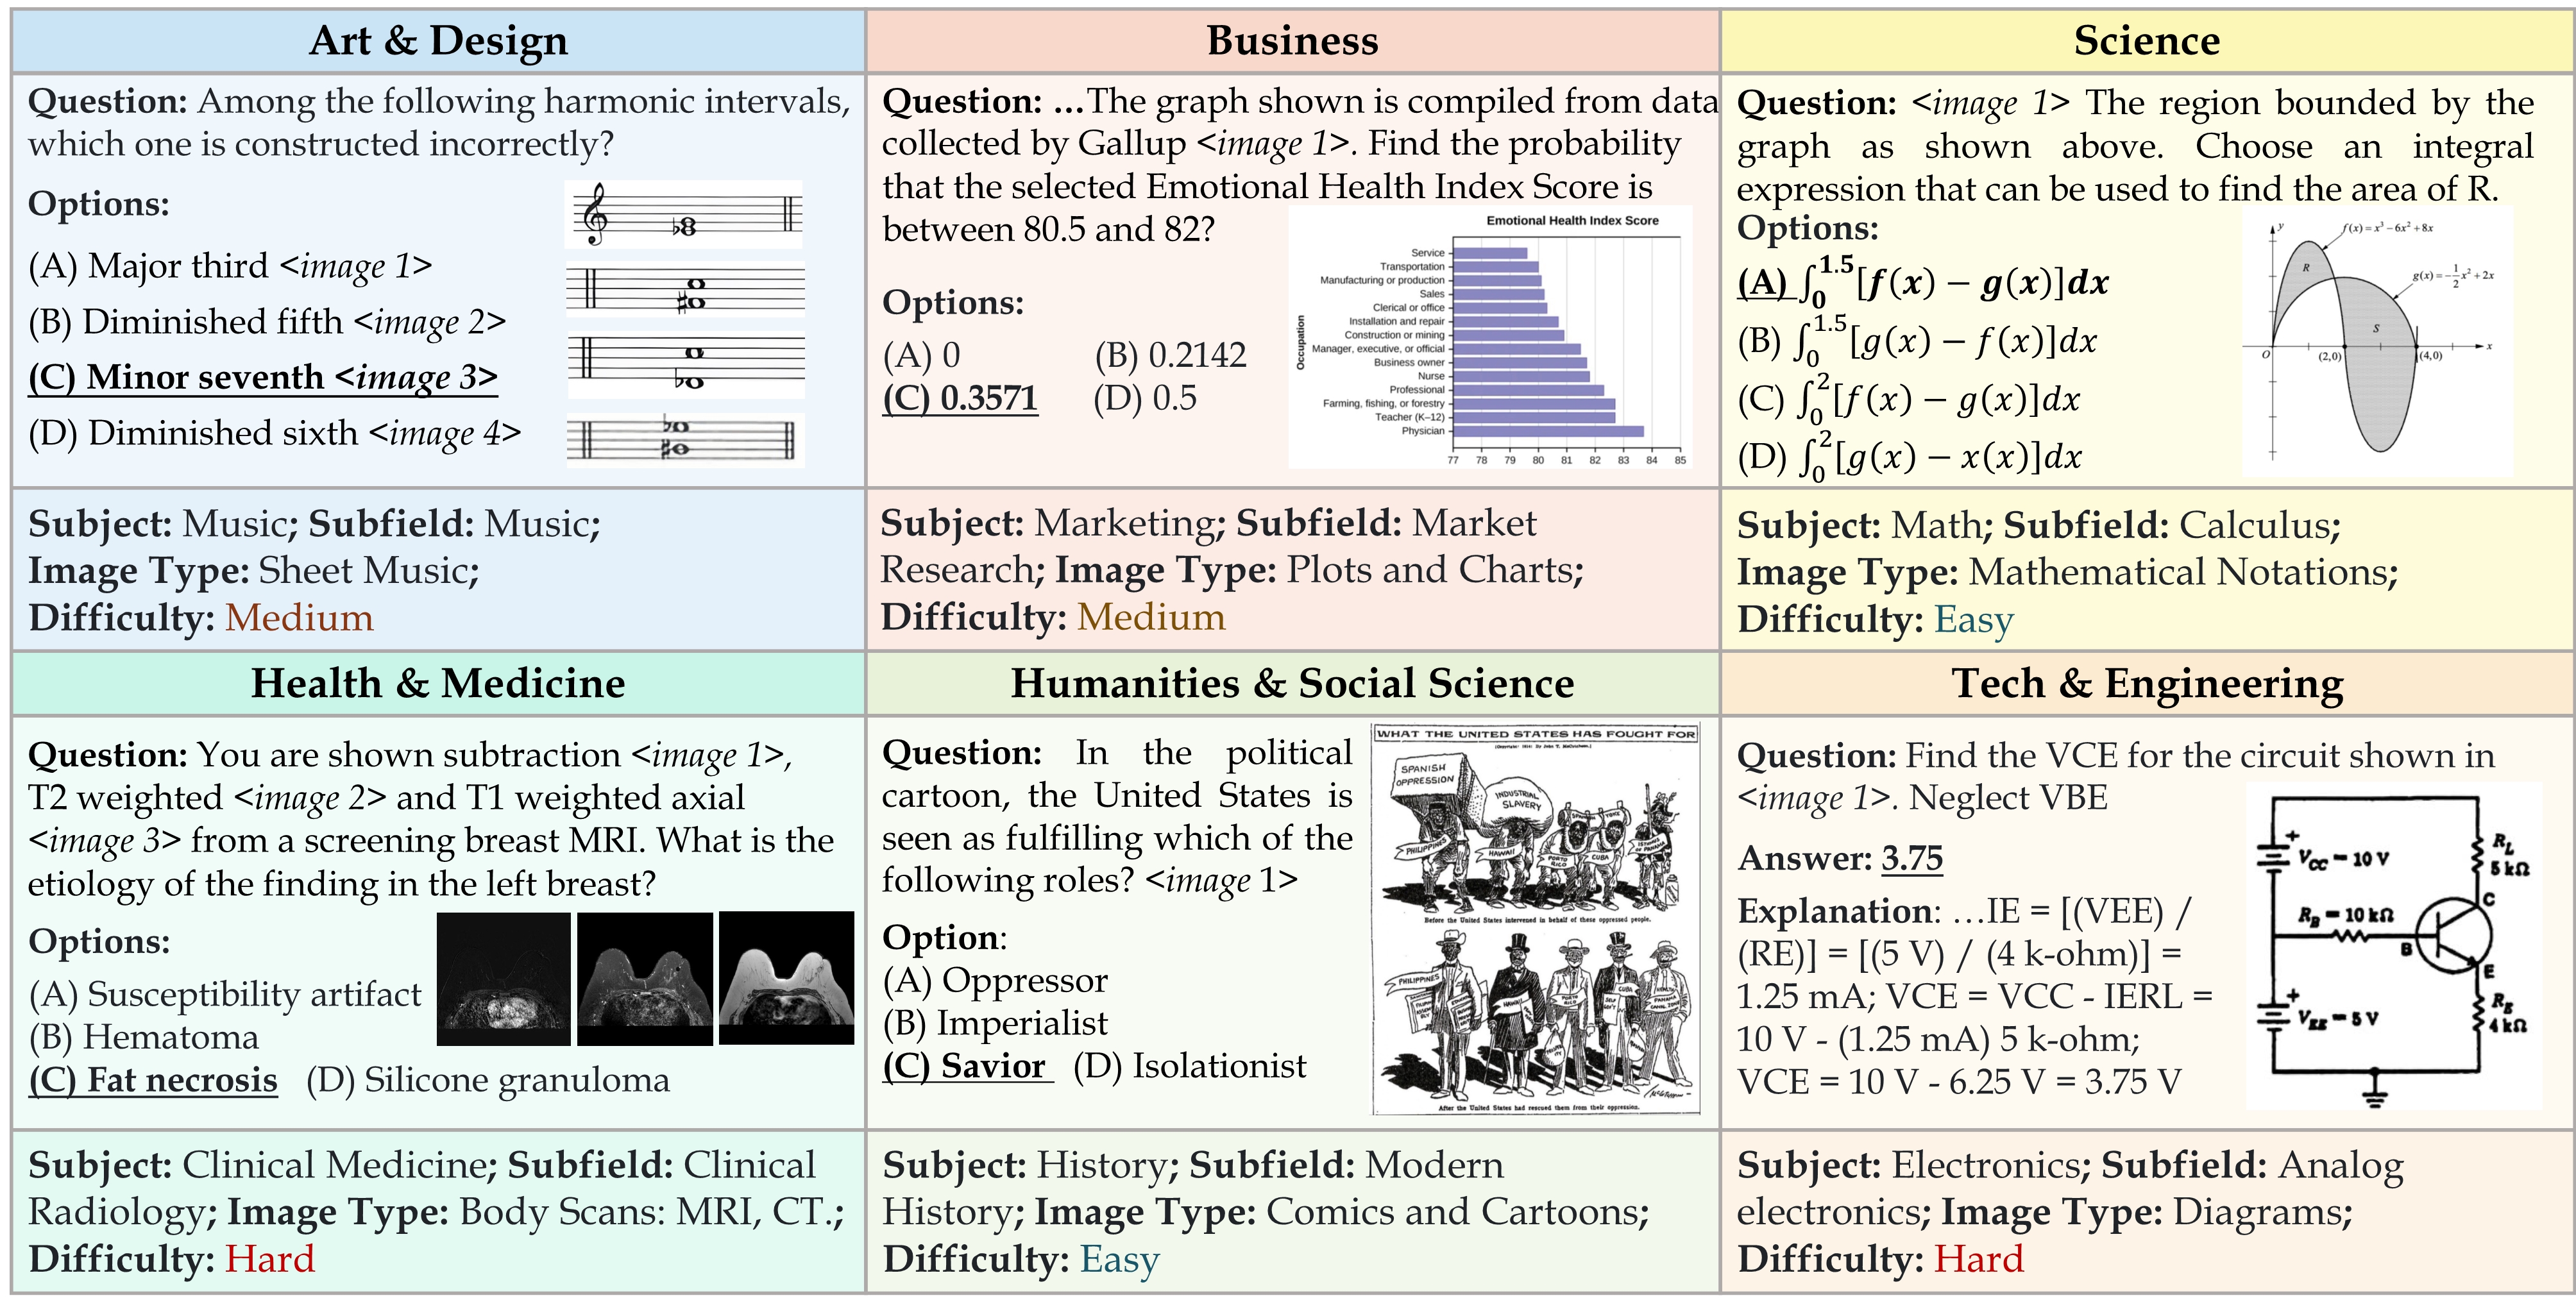 Art & Design
Question: Among the following harmonic intervals,
which one is constructed incorrectly?
Options:
(A) Major third <image 1>
(B) Diminished fifth <image 2>
(C) Minor seventh <image 3>
(D) Diminished sixth <image 4>
Subject: Music; Subfield: Music;
Image Type: Sheet Music;
Difficulty: Medium
Business
Question: ...The graph shown is compiled from data
collected by Gallup <image 1>. Find the probability
that the selected Emotional Health Index Score is
between 80.5 and 82?
Options:
(A) 0 (B) 0.2142
(C) 0.3571 (D) 0.5
Emotional Health Index Score
Occupation
Service
Transportation
Manufacturing or production
Sales
Clerical or office
Installation and repair
Construction or mining
Manager, executive, or official
Business owner
Nurse
Professional
Farming, fishing, or forestry
Teacher (K–12)
Physician
77 78 79 80 81 82 83 84 85
Subject: Marketing; Subfield: Market
Research; Image Type: Plots and Charts;
Difficulty: Medium
Science
Question: <image 1> The region bounded by the
graph as shown above. Choose an integral
expression that can be used to find the area of R.
Options:
(A) ∫₀^1.5 [f(x) − g(x)]dx
(B) ∫₀^1.5 [g(x) − f(x)]dx
(C) ∫₀^2 [f(x) − g(x)]dx
(D) ∫₀^2 [g(x) − x(x)]dx
y
f(x) = x³ − 6x² + 8x
R
g(x) = −1/2 x² + 2x
S
O (2,0) (4,0) x
Subject: Math; Subfield: Calculus;
Image Type: Mathematical Notations;
Difficulty: Easy
Health & Medicine
Question: You are shown subtraction <image 1>,
T2 weighted <image 2> and T1 weighted axial
<image 3> from a screening breast MRI. What is the
etiology of the finding in the left breast?
Options:
(A) Susceptibility artifact
(B) Hematoma
(C) Fat necrosis (D) Silicone granuloma
Subject: Clinical Medicine; Subfield: Clinical
Radiology; Image Type: Body Scans: MRI, CT.;
Difficulty: Hard
Humanities & Social Science
Question: In the political
cartoon, the United States is
seen as fulfilling which of the
following roles? <image 1>
Option:
(A) Oppressor
(B) Imperialist
(C) Savior (D) Isolationist
WHAT THE UNITED STATES HAS FOUGHT FOR
SPANISH
OPPRESSION
INDUSTRIAL
SLAVERY
PHILIPPINES
HAWAII
PORTO
RICO
CUBA
Before the United States intervened in behalf of these oppressed people.
PHILIPPINES
HAWAII
PORTO
RICO
CUBA
After the United States had rescued them from their oppression.
Subject: History; Subfield: Modern
History; Image Type: Comics and Cartoons;
Difficulty: Easy
Tech & Engineering
Question: Find the VCE for the circuit shown in
<image 1>. Neglect VBE
Answer: 3.75
Explanation: …IE = [(VEE) /
(RE)] = [(5 V) / (4 k-ohm)] =
1.25 mA; VCE = VCC - IERL =
10 V - (1.25 mA) 5 k-ohm;
VCE = 10 V - 6.25 V = 3.75 V
+
VCC = 10 V
RL
5 kΩ
C
RB = 10 kΩ
B
E
+
VEE = 5 V
RE
4 kΩ
Subject: Electronics; Subfield: Analog
electronics; Image Type: Diagrams;
Difficulty: Hard